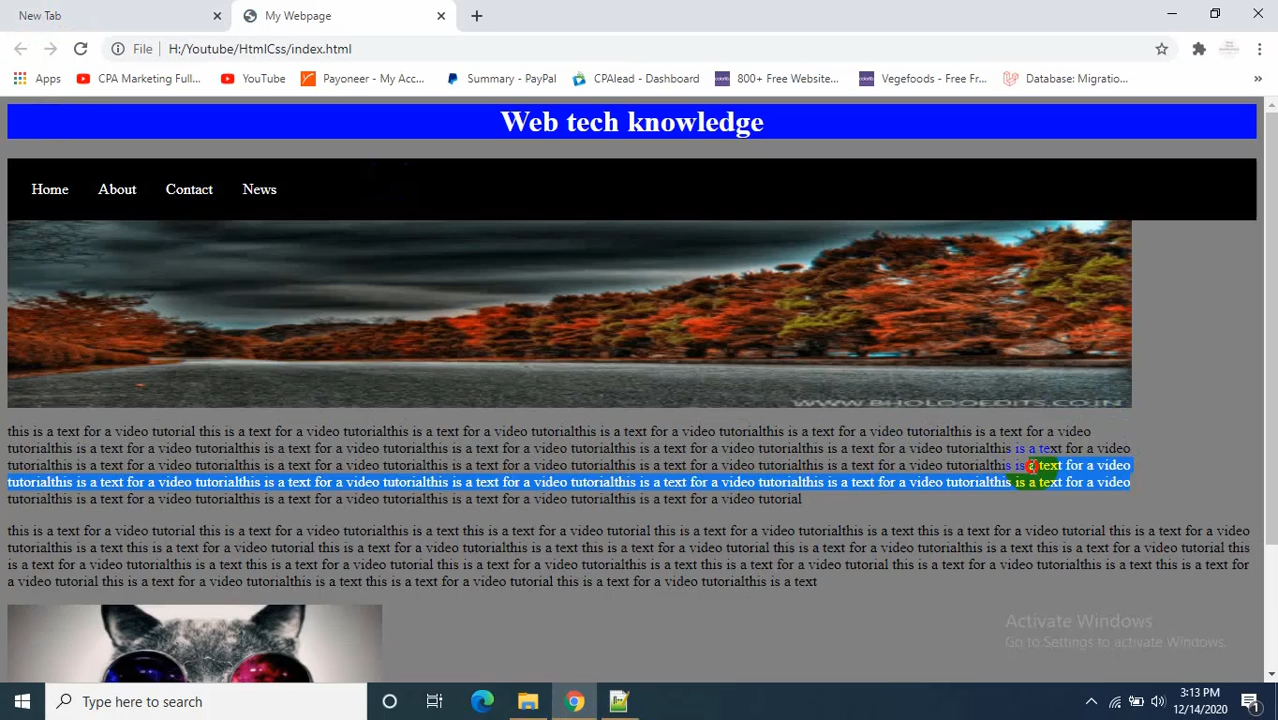 New Tab
My Webpage
File
H:/Youtube/HtmlCss/index.html
Apps
CPA Marketing Full...
YouTube
Payoneer - My Acc...
Summary - PayPal
CPAlead - Dashboard
800+ Free Website...
Vegefoods - Free Fr...
Database: Migratio...
Web tech knowledge
Home About Contact News
WWW.BHOLOOEDITS.CO.IN
this is a text for a video tutorial this is a text for a video tutorialthis is a text for a video tutorialthis is a text for a video tutorialthis is a text for a video
tutorialthis is a text for a video tutorialthis is a text for a video tutorialthis is a text for a video tutorialthis is a text for a video tutorialthis is a text for a video
tutorialthis is a text for a video tutorialthis is a text for a video tutorialthis is a text for a video tutorialthis is a text for a video tutorialthis is a text for a video
tutorialthis is a text for a video tutorialthis is a text for a video tutorialthis is a text for a video tutorialthis is a text for a video tutorialthis is a text for a video
tutorialthis is a text for a video tutorialthis is a text for a video tutorialthis is a text for a video tutorialthis is a text for a video tutorial
this is a text for a video tutorial this is a text for a video tutorialthis is a text this is a text for a video tutorial this is a text for a video tutorialthis is a text this is a text for a video tutorial this is a text for a video
tutorialthis is a text this is a text for a video tutorial this is a text for a video tutorialthis is a text this is a text for a video tutorial this is a text for a video tutorialthis is a text this is a text for a video tutorial this
is a text for a video tutorialthis is a text this is a text for a video tutorial this is a text for a video tutorialthis is a text this is a text for a video tutorial this is a text for a video tutorialthis is a text this is a text for
a video tutorial this is a text for a video tutorialthis is a text this is a text for a video tutorial this is a text for a video tutorialthis is a text
Activate Windows
Go to Settings to activate Windows.
Type here to search
3:13 PM
12/14/2020
1